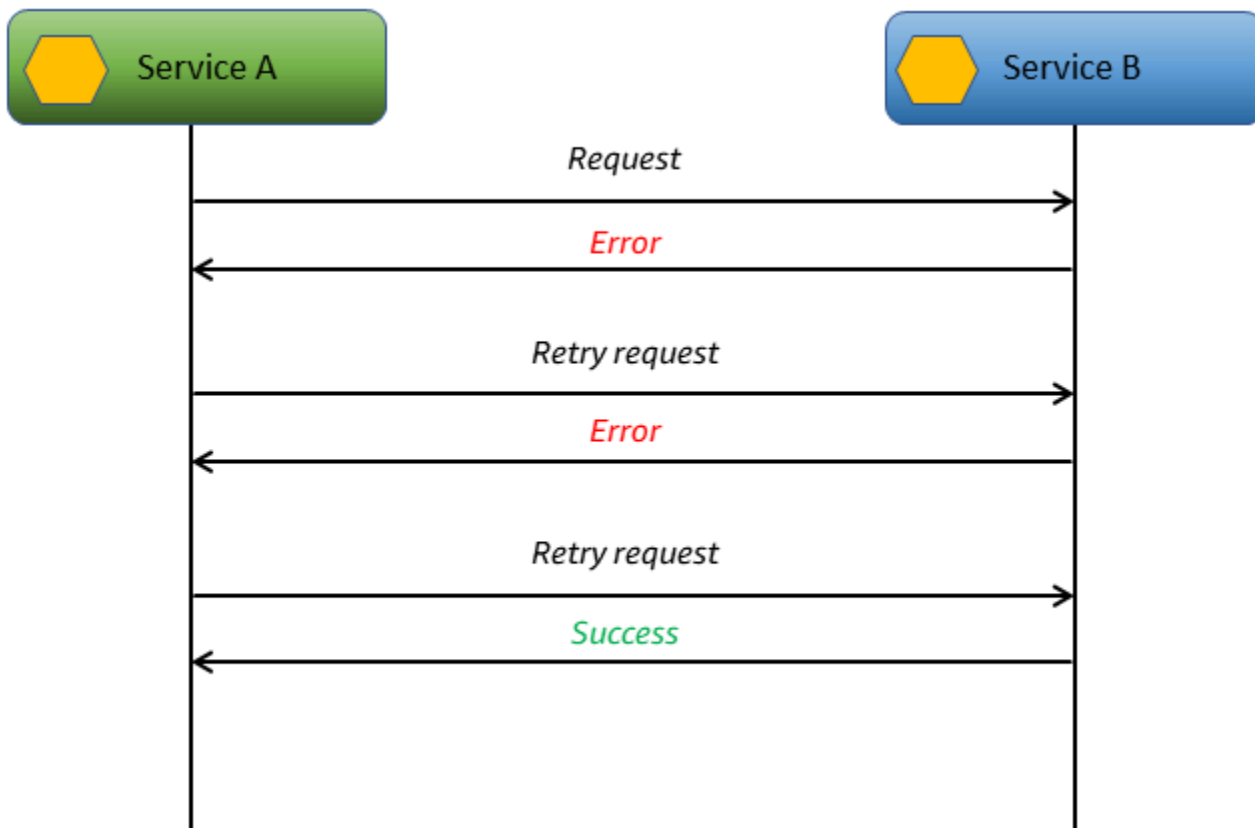 Service A
Service B
Request
Error
Retry request
Error
Retry request
Success